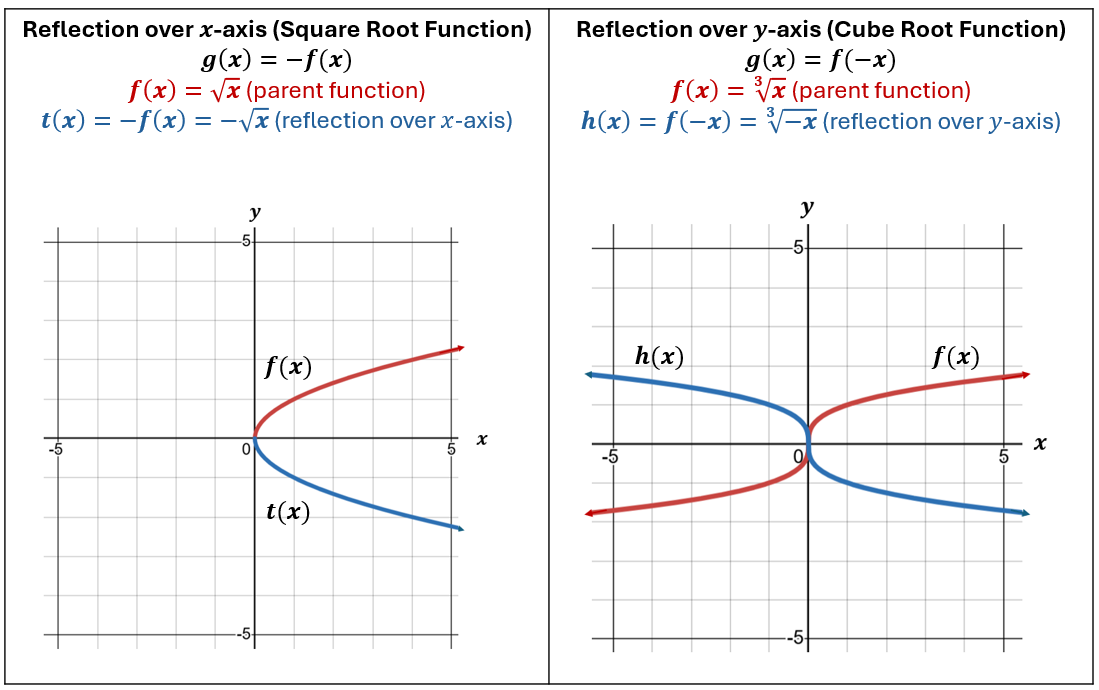 Reflection over x-axis (Square Root Function)
g(x) = −f(x)
f(x) = √x (parent function)
t(x) = −f(x) = −√x (reflection over x-axis)
y
5
f(x)
-5
0
5
x
t(x)
-5
Reflection over y-axis (Cube Root Function)
g(x) = f(−x)
f(x) = ∛x (parent function)
h(x) = f(−x) = ∛−x (reflection over y-axis)
y
5
h(x)
f(x)
-5
0
5
x
-5